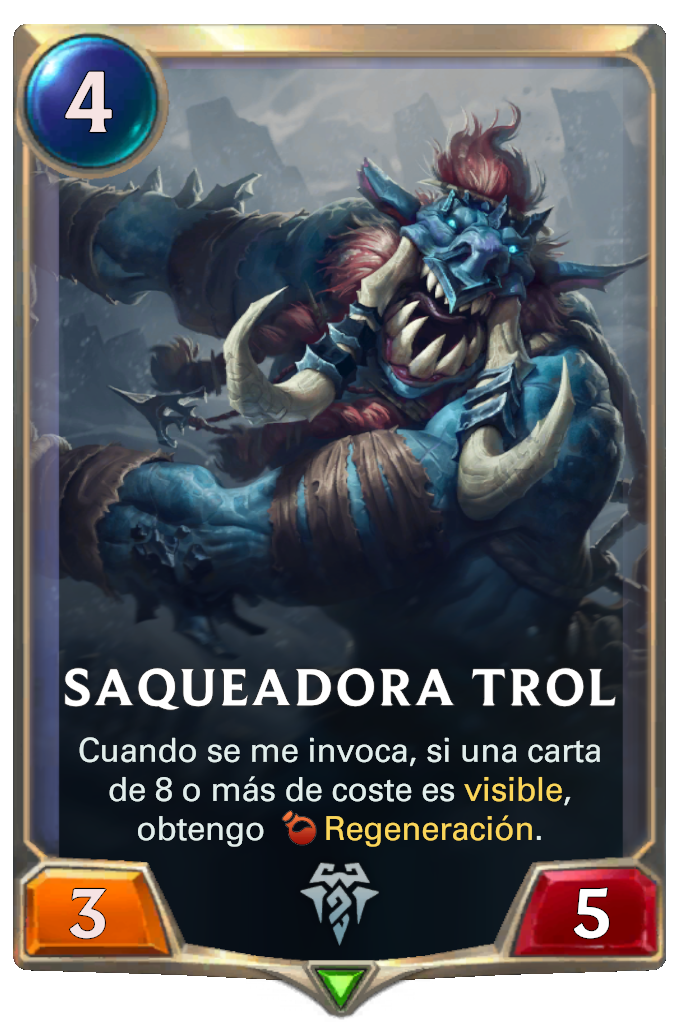 4
SAQUEADORA TROL
Cuando se me invoca, si una carta
de 8 o más de coste es visible,
obtengo Regeneración.
3
5